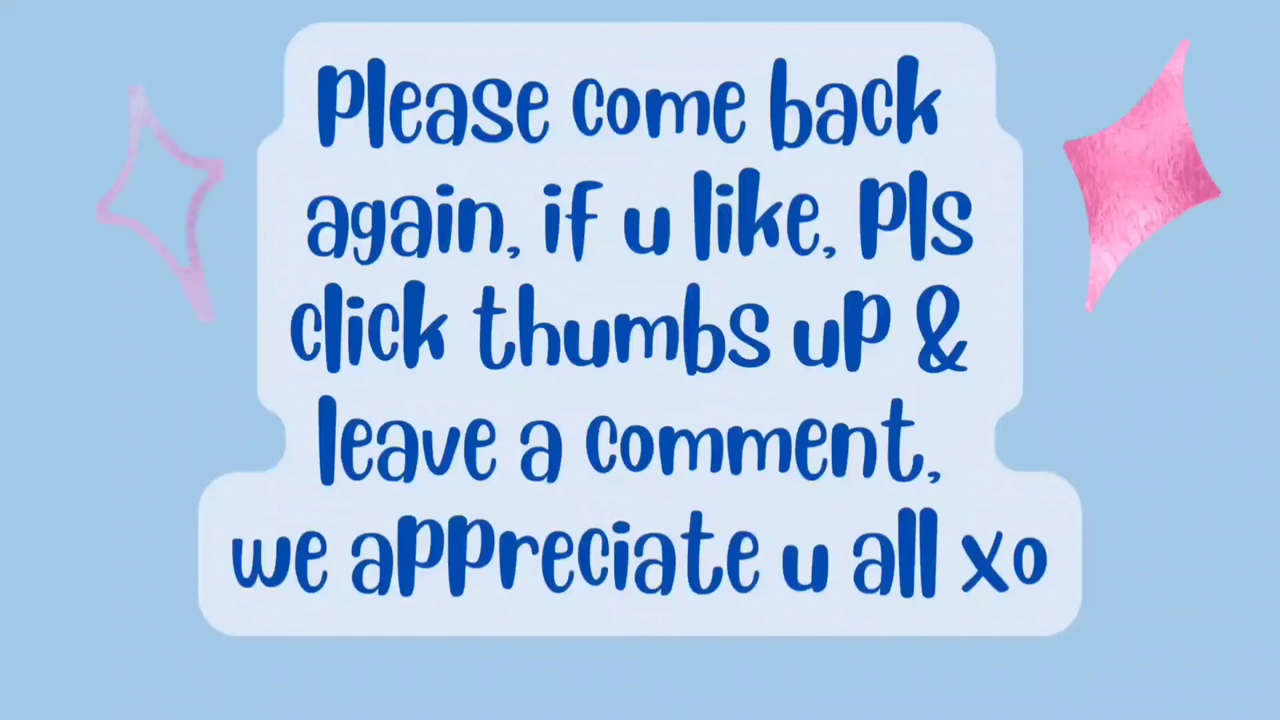 Please come back
again, if u like, pls
click thumbs up &
leave a comment,
we appreciate u all xo